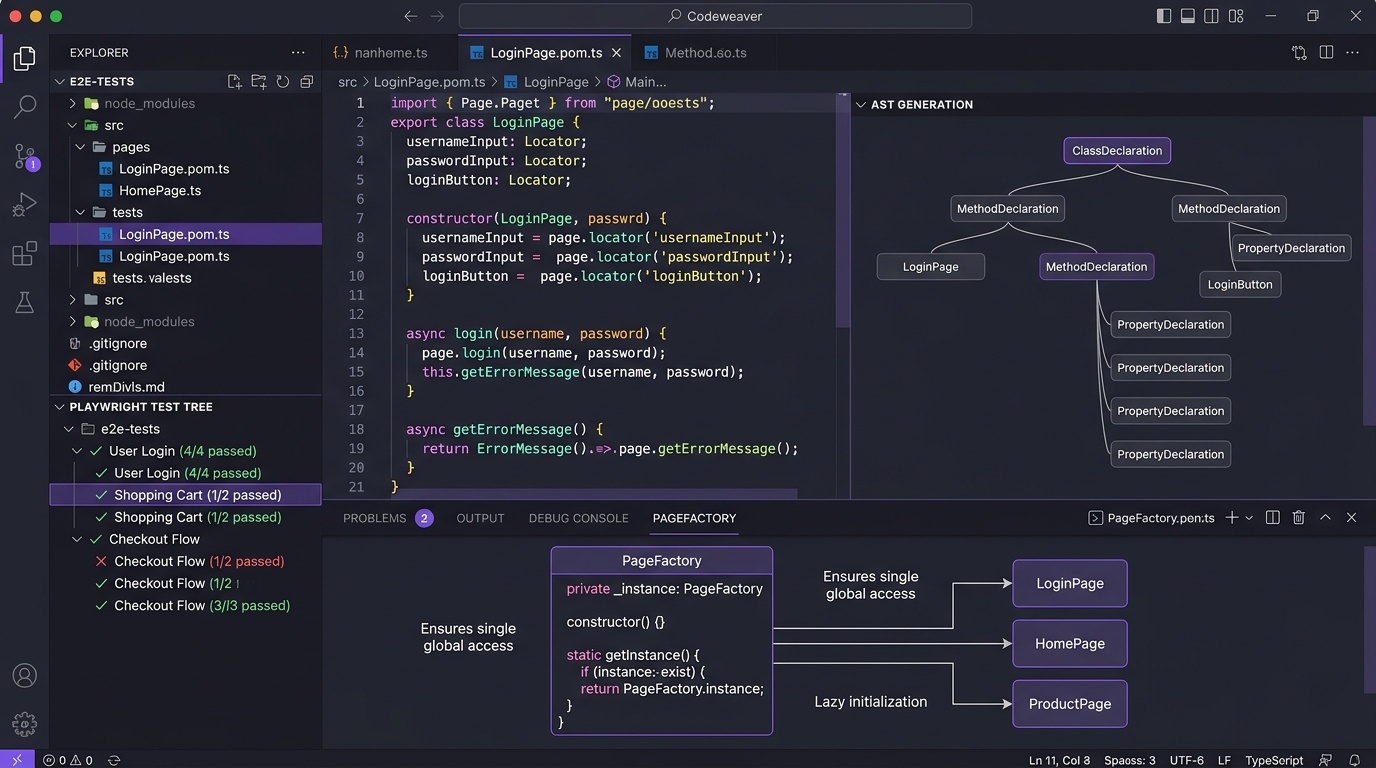 Codeweaver
EXPLORER
E2E-TESTS
node_modules
src
pages
LoginPage.pom.ts
HomePage.ts
tests
LoginPage.pom.ts
LoginPage.pom.ts
tests.valests
src
node_modules
.gitignore
.gitignore
remDivls.md
1
PLAYWRIGHT TEST TREE
e2e-tests
User Login (4/4 passed)
User Login (4/4 passed)
Shopping Cart (1/2 passed)
Shopping Cart (1/2 passed)
Checkout Flow
Checkout Flow (1/2 passed)
Checkout Flow (1/2
Checkout Flow (3/I3 passed)
nanheme.ts
LoginPage.pom.ts
Method.so.ts
src > LoginPage.pom.ts > LoginPage > Main...
1 import { Page.Paget } from "page/ooests";
2 export class LoginPage {
3 usernameInput: Locator;
4 passwordInput: Locator;
5 loginButton: Locator;
6
7 constructor(LoginPage, passwrd) {
8 usernameInput = page.locator('usernameInput');
9 passwordInput = page.locator('passwordInput');
10 loginButton = page.locator('loginButton');
11 }
12
13 async login(username, password) {
14 page.login(username, password);
15 this.getErrorMessage(username, password);
16 }
17
18 async getErrorMessage() {
19 return ErrorMessage().=>.page.getErrorMessage();
20 }
21 }
AST GENERATION
ClassDeclaration
MethodDeclaration
MethodDeclaration
PropertyDeclaration
LoginPage
MethodDeclaration
LoginButton
PropertyDeclaration
PropertyDeclaration
PropertyDeclaration
PropertyDeclaration
PROBLEMS 2
OUTPUT
DEBUG CONSOLE
PAGEFACTORY
PageFactory.pen.ts
Ensures single
global access
PageFactory
private _instance: PageFactory
constructor() {}
static getInstance() {
if (instance:-exist) {
return PageFactory.instance;
}
}
Ensures single
global access
Lazy initialization
LoginPage
HomePage
ProductPage
0 0
Ln 11, Col 8
Spaoss: 3
UTF-6
LF
TypeScript